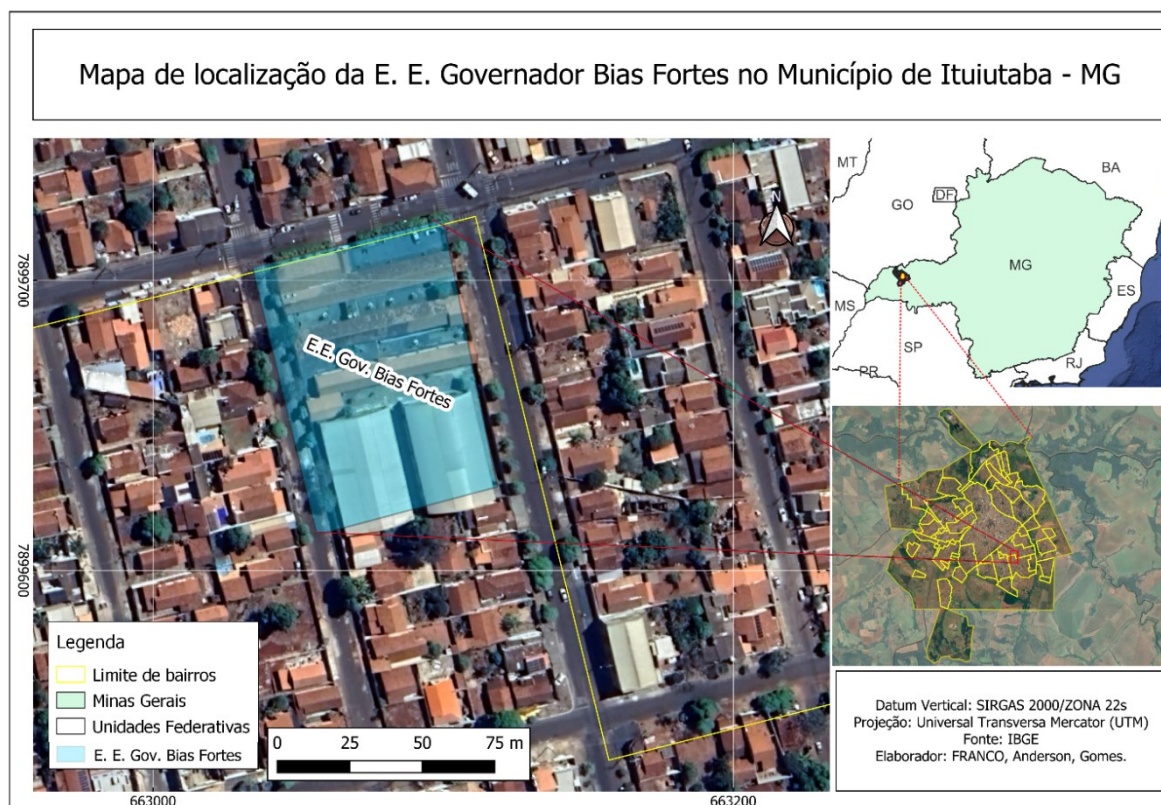 Mapa de localização da E. E. Governador Bias Fortes no Município de Ituiutaba - MG
N
7899700
7899600
E.E. Gov. Bias Fortes
MT
BA
GO
DF
MG
MS
ES
SP
RJ
PR
Legenda
Limite de bairros
Minas Gerais
Unidades Federativas
E. E. Gov. Bias Fortes
0 25 50 75 m
663000
663200
Datum Vertical: SIRGAS 2000/ZONA 22s
Projeção: Universal Transversa Mercator (UTM)
Fonte: IBGE
Elaborador: FRANCO, Anderson, Gomes.